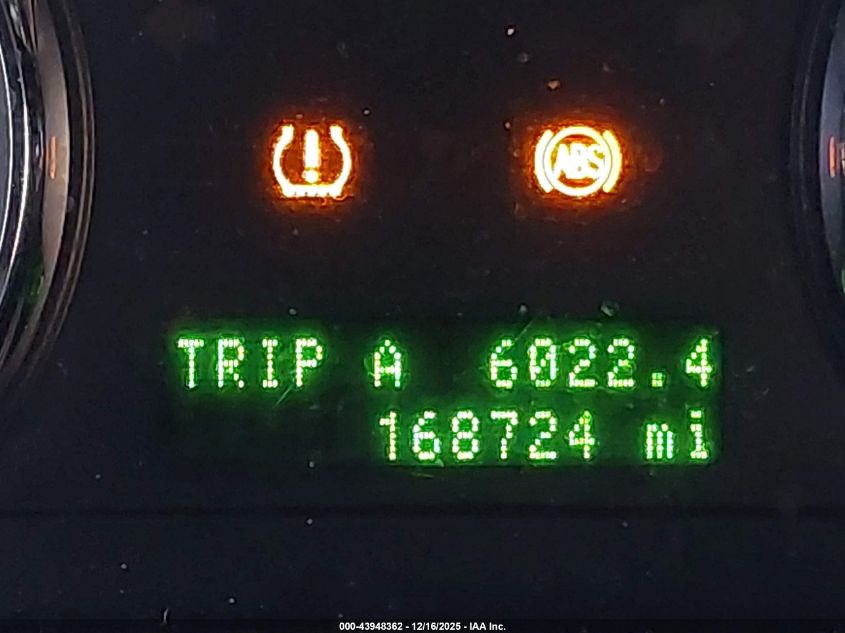 ABS
TRIP A 6022.4
168724 mi
000-43948362 - 12/16/2025 - IAA Inc.